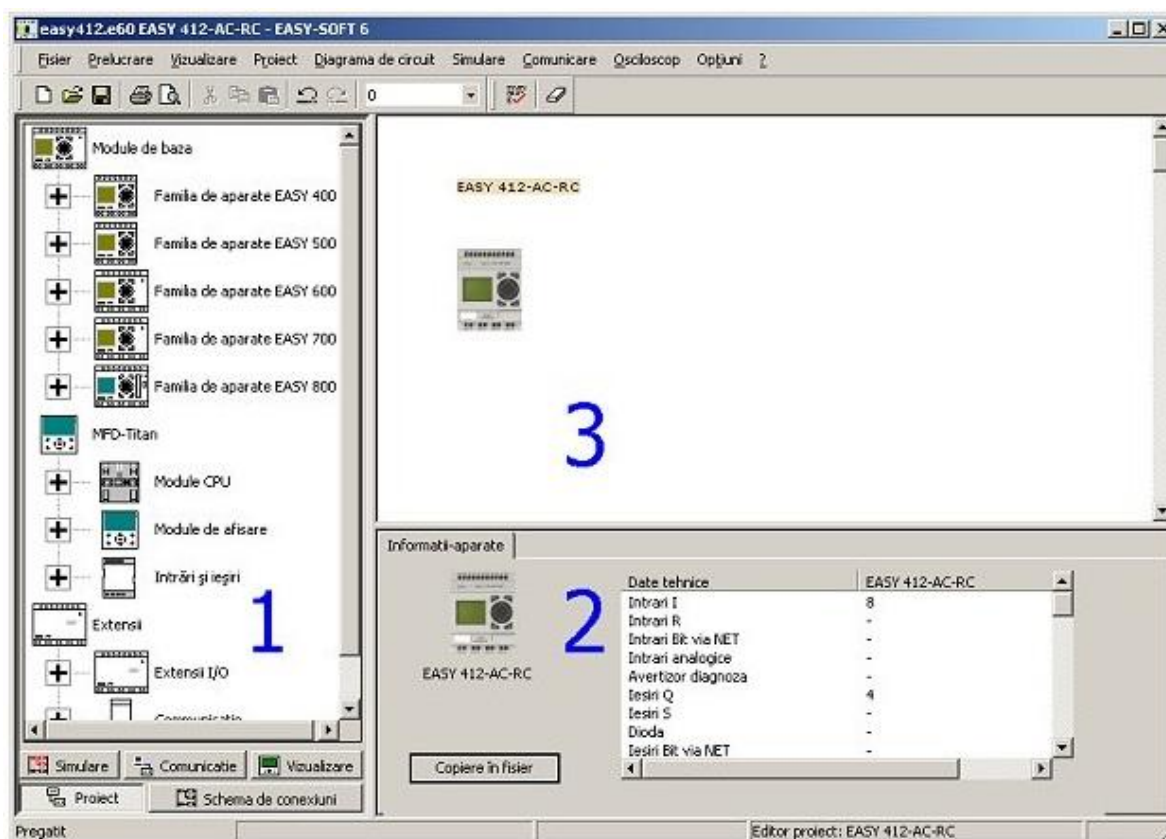 easy412.e60 EASY 412-AC-RC - EASY-SOFT 6
Fisier Prelucrare Vizualizare Proiect Diagrama de circuit Simulare Comunicare Osciloscop Opţiuni ?
0
Module de baza
Familia de aparate EASY 400
Familia de aparate EASY 500
Familia de aparate EASY 600
Familia de aparate EASY 700
Familia de aparate EASY 800
MFD-Titan
Module CPU
Module de afisare
Intrări şi ieşiri
1
Extensii
Extensii I/O
Communicatie
Simulare Comunicatie Vizualizare
Proiect Schema de conexiuni
EASY 412-AC-RC
3
Informatii-aparate
EASY 412-AC-RC
Copiere în fisier
2
Date tehnice EASY 412-AC-RC
Intrari I 8
Intrari R -
Intrari Bit via NET -
Intrari analogice -
Avertizor diagnoza -
Iesiri Q 4
Iesiri S -
Dioda -
Iesiri Bit via NET -
Pregatit Editor proiect: EASY 412-AC-RC